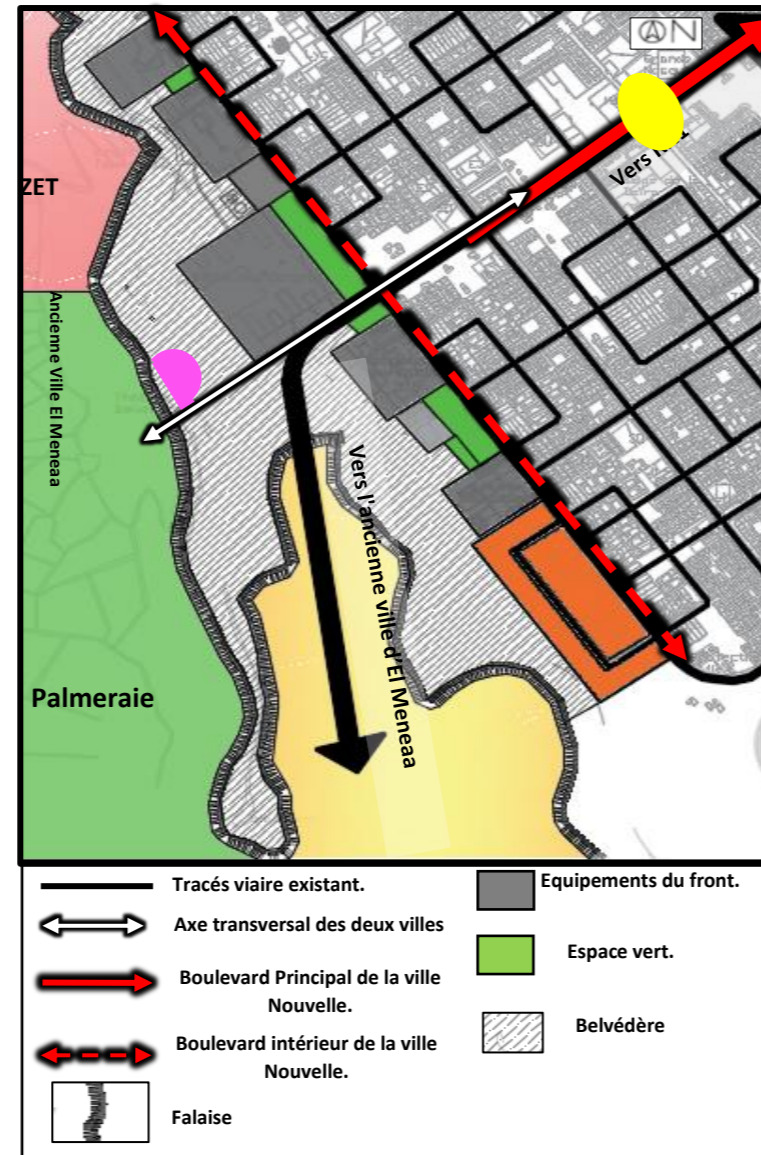 N
Vers
ZET
Ancienne Ville El Meneaa
Vers l'ancienne ville d'El Meneaa
Palmeraie
Tracés viaire existant.
Equipements du front.
Axe transversal des deux villes
Espace vert.
Boulevard Principal de la ville
Nouvelle.
Belvédère
Boulevard intérieur de la ville
Nouvelle.
Falaise